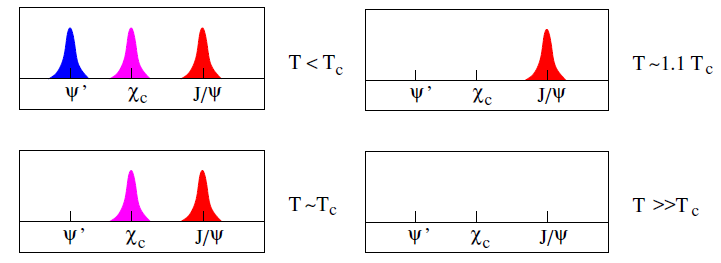 ψ’ χc J/ψ
T < Tc
ψ’ χc J/ψ
T ~1.1 Tc
ψ’ χc J/ψ
T ~Tc
ψ’ χc J/ψ
T >>Tc